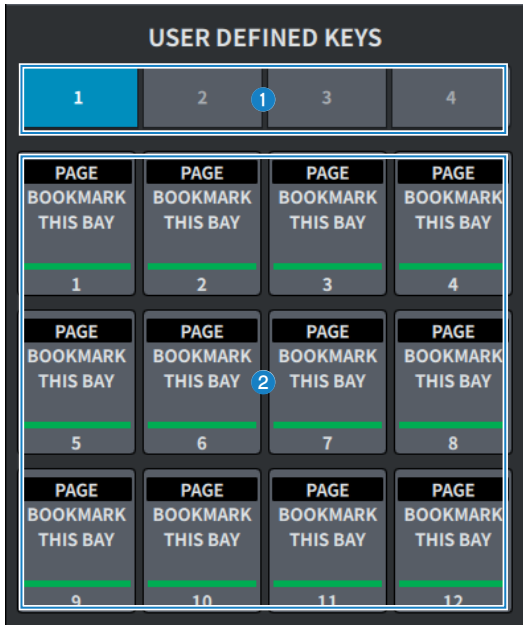 USER DEFINED KEYS
1 2 1 3 4
PAGE PAGE PAGE PAGE
BOOKMARK BOOKMARK BOOKMARK BOOKMARK
THIS BAY THIS BAY THIS BAY THIS BAY
1 2 3 4
PAGE PAGE PAGE PAGE
BOOKMARK BOOKMARK BOOKMARK BOOKMARK
THIS BAY THIS BAY 2 THIS BAY THIS BAY
5 6 7 8
PAGE PAGE PAGE PAGE
BOOKMARK BOOKMARK BOOKMARK BOOKMARK
THIS BAY THIS BAY THIS BAY THIS BAY
9 10 11 12